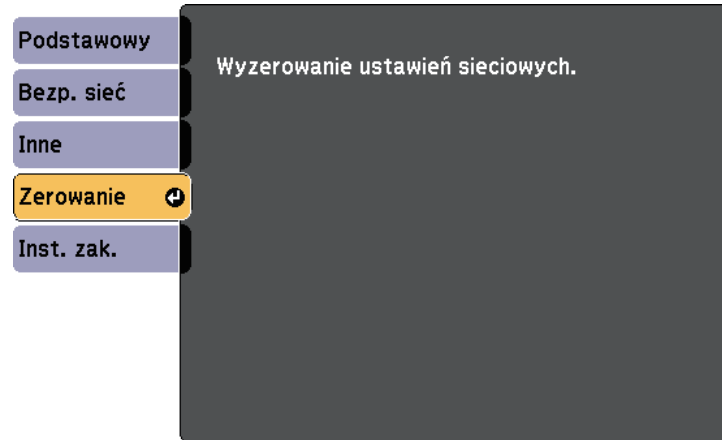 Podstawowy
Bezp. sieć
Inne
Zerowanie
Inst. zak.
Wyzerowanie ustawień sieciowych.